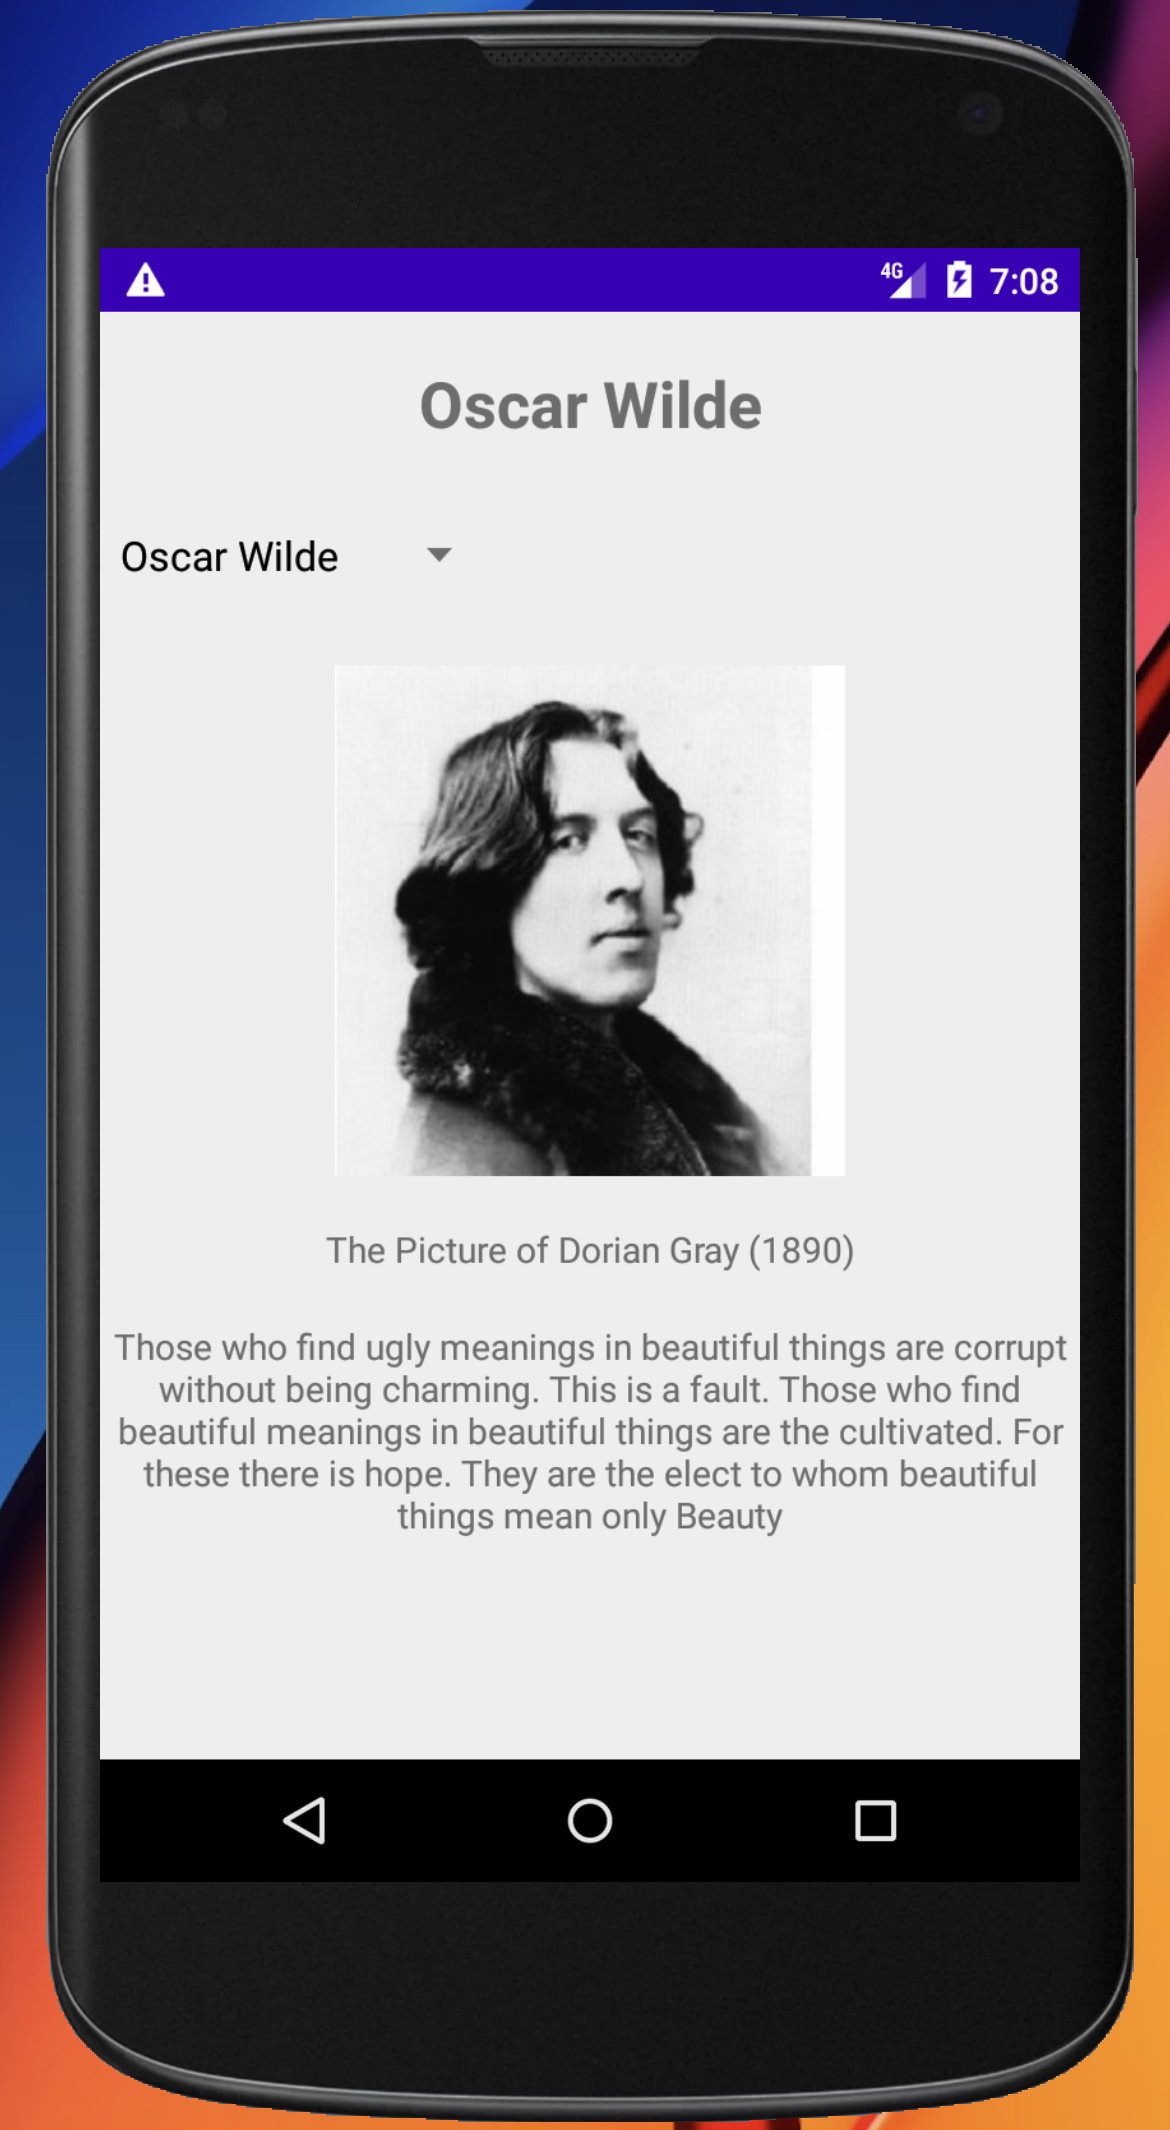 4G 7:08
Oscar Wilde
Oscar Wilde
The Picture of Dorian Gray (1890)
Those who find ugly meanings in beautiful things are corrupt
without being charming. This is a fault. Those who find
beautiful meanings in beautiful things are the cultivated. For
these there is hope. They are the elect to whom beautiful
things mean only Beauty